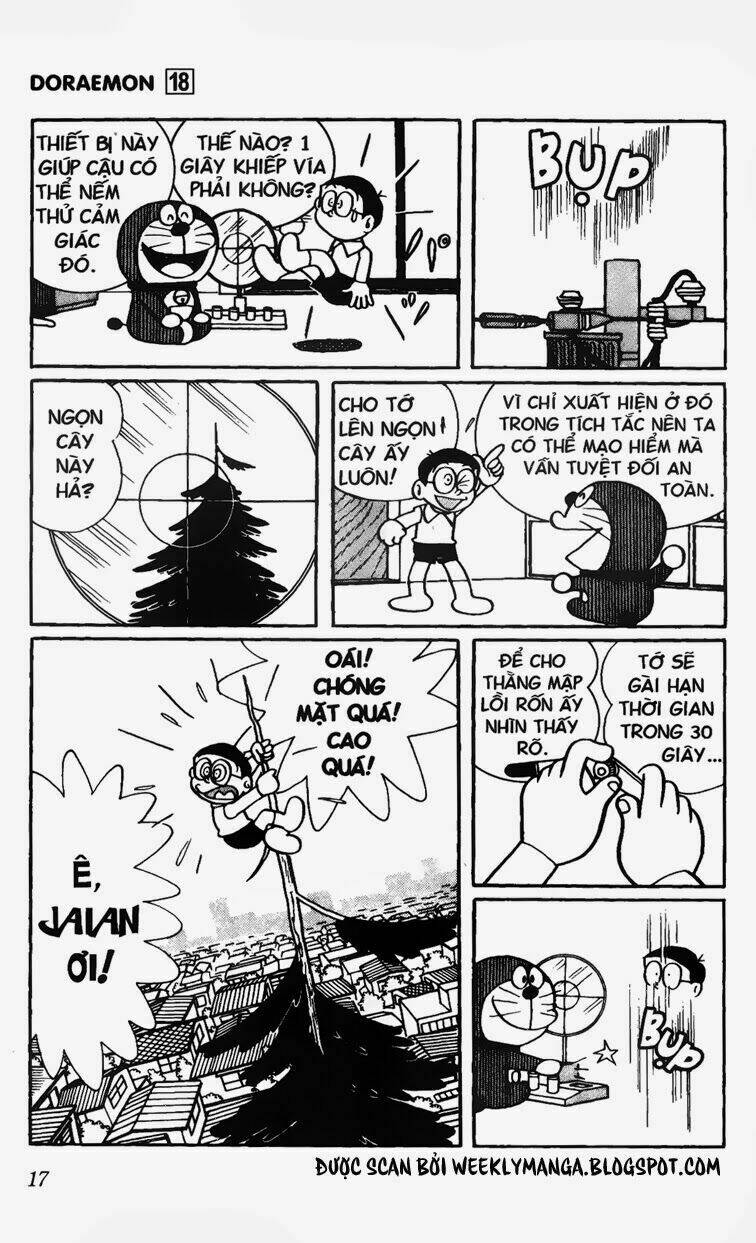 DORAEMON 18
BỤP
THẾ NÀO? 1
GIÂY KHIẾP VÍA
PHẢI KHÔNG?
THIẾT BỊ NÀY
GIÚP CẬU CÓ
THỂ NẾM
THỬ CẢM
GIÁC
ĐÓ.
VÌ CHỈ XUẤT HIỆN Ở ĐÓ
TRONG TÍCH TẮC NÊN TA
CÓ THỂ MẠO HIỂM MÀ
VẪN TUYỆT ĐỐI AN
TOÀN.
CHO TỚ
LÊN NGỌN
CÂY ẤY
LUÔN!
NGỌN
CÂY
NÀY
HẢ?
TỚ SẼ
GÀI HẠN
THỜI GIAN
TRONG 30
GIÂY...
ĐỂ CHO
THẰNG MẬP
LỒI RỐN ẤY
NHÌN THẤY
RÕ.
BỤP
OÁI!
CHÓNG
MẶT QUÁ!
CAO
QUÁ!
Ê,
JAIAN
ƠI!
17
ĐƯỢC SCAN BỞI WEEKLYMANGA.BLOGSPOT.COM